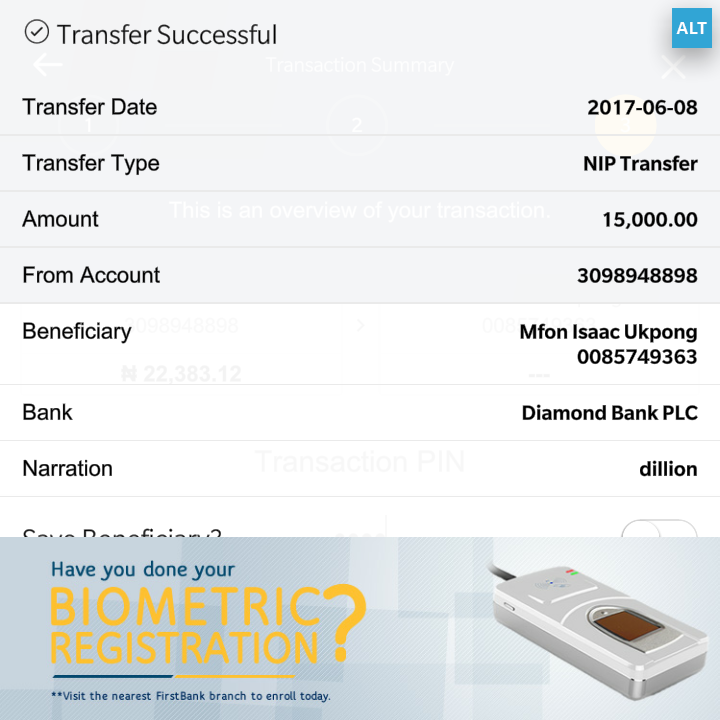 Transfer Successful
ALT
Transaction Summary
Transfer Date 2017-06-08
1 2
Transfer Type NIP Transfer
This is an overview of your transaction.
Amount 15,000.00
From Account 3098948898
3098948898
Beneficiary Mfon Isaac Ukpong
0085749363
₦ 22,383.12 ---
Bank Diamond Bank PLC
Transaction PIN
Narration dillion
Save Beneficiary?
Have you done your
BIOMETRIC
REGISTRATION?
**Visit the nearest FirstBank branch to enroll today.